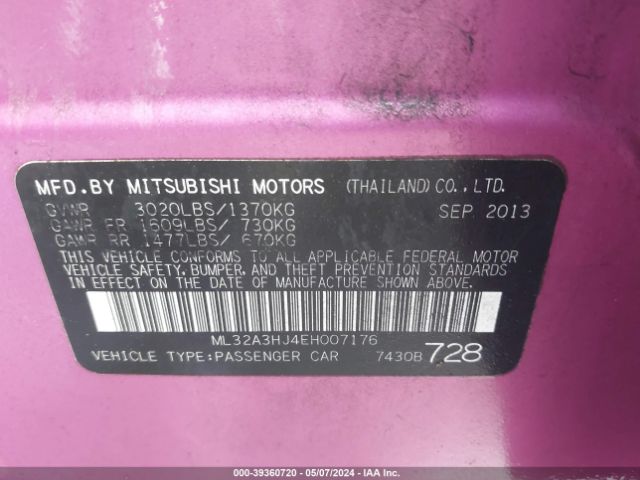 MFD.BY MITSUBISHI MOTORS (THAILAND)CO.,LTD.
GVWR 3020LBS/1370KG SEP 2013
GAWR FR 1609LBS/ 730KG
GAWR RR 1477LBS/ 670KG
THIS VEHICLE CONFORMS TO ALL APPLICABLE FEDERAL MOTOR
VEHICLE SAFETY, BUMPER, AND THEFT PREVENTION STANDARDS
IN EFFECT ON THE DATE OF MANUFACTURE SHOWN ABOVE.
ML32A3HJ4EH007176
VEHICLE TYPE:PASSENGER CAR 7430B 728
000-39360720 - 05/07/2024 - IAA Inc.